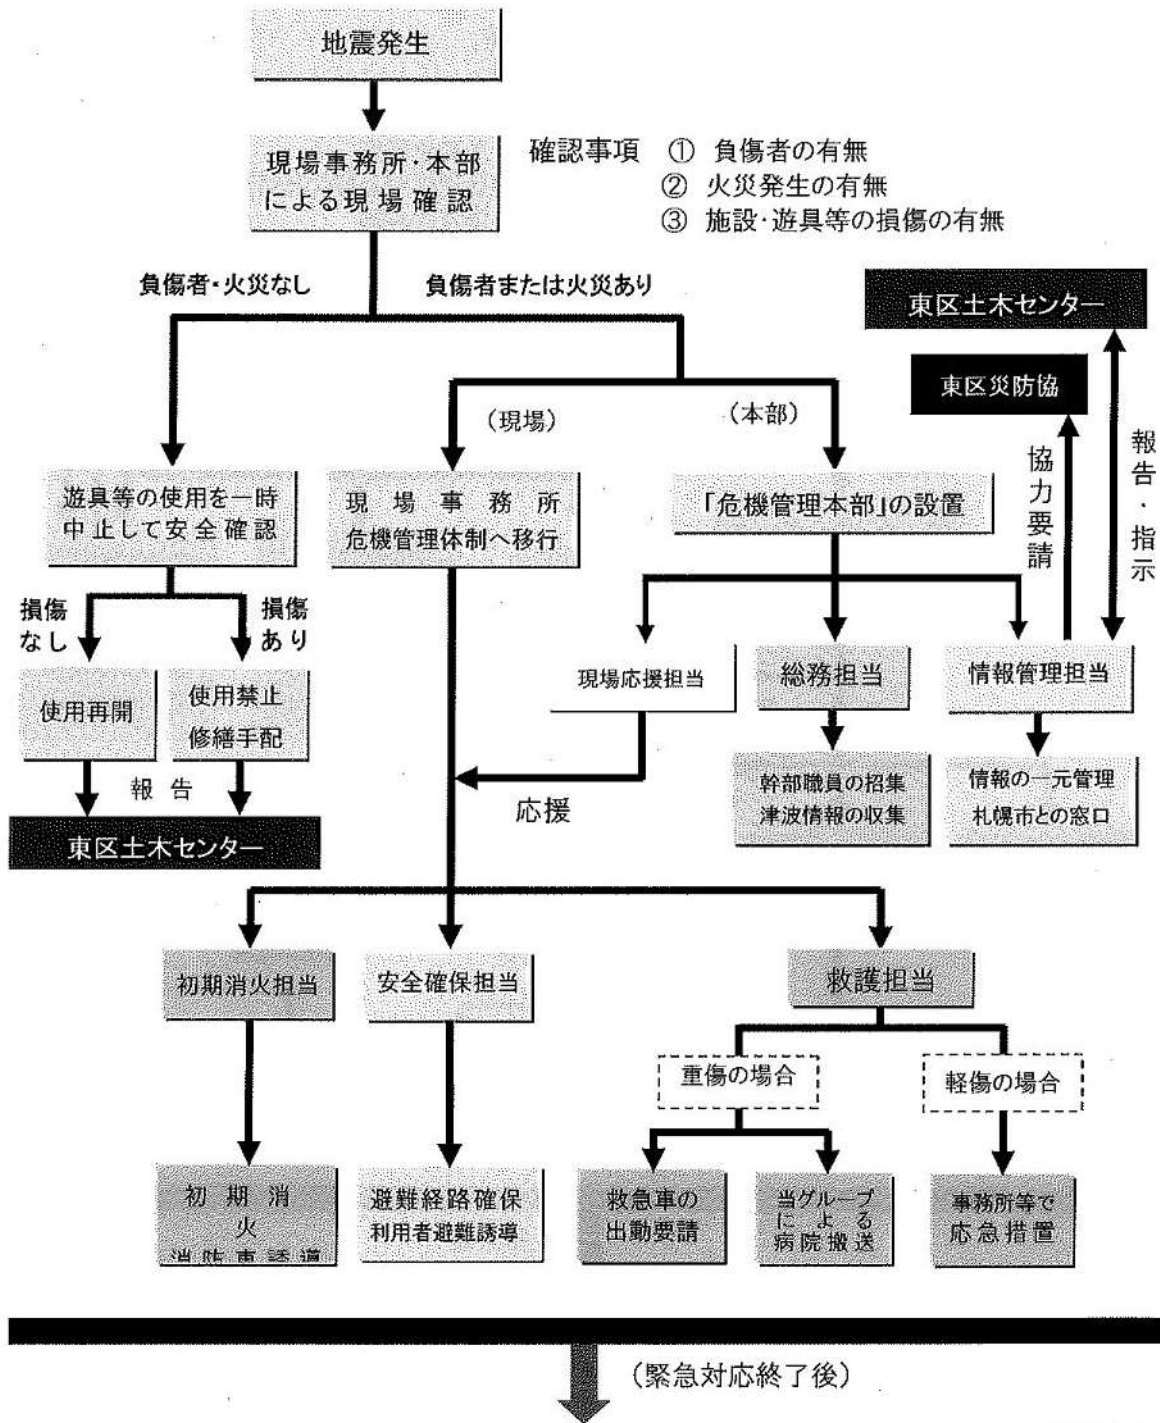 地震発生
現場事務所・本部
による現場確認
確認事項 ① 負傷者の有無
② 火災発生の有無
③ 施設・遊具等の損傷の有無
負傷者・火災なし
負傷者または火災あり
東区土木センター
東区災防協
（現場）
（本部）
協力要請
報告・指示
遊具等の使用を一時
中止して安全確認
現場事務所
危機管理体制へ移行
「危機管理本部」の設置
損傷
なし
損傷
あり
使用再開
使用禁止
修繕手配
現場応援担当
総務担当
情報管理担当
報告
応援
幹部職員の招集
津波情報の収集
情報の一元管理
札幌市との窓口
東区土木センター
初期消火担当
安全確保担当
救護担当
重傷の場合
軽傷の場合
初期消
火
消防車誘導
避難経路確保
利用者避難誘導
救急車の
出動要請
当グループ
による
病院搬送
事務所等で
応急措置
（緊急対応終了後）